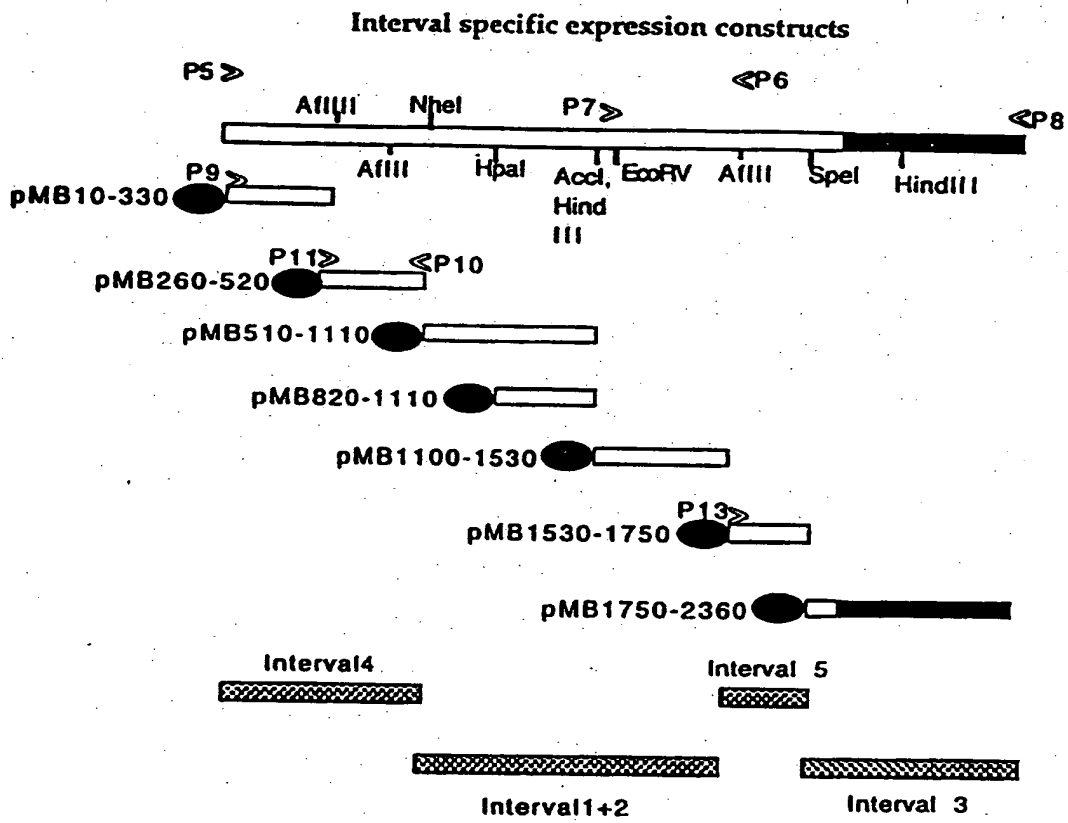 Interval specific expression constructs
P5
P6
AflIII
NheI
P7
P8
AflII
HpaI
AccI,
Hind
III
EcoRV
AflII
SpeI
HindIII
P9
pMB10-330
P11
P10
pMB260-520
pMB510-1110
pMB820-1110
pMB1100-1530
P13
pMB1530-1750
pMB1750-2360
Interval4
Interval 5
Interval1+2
Interval 3